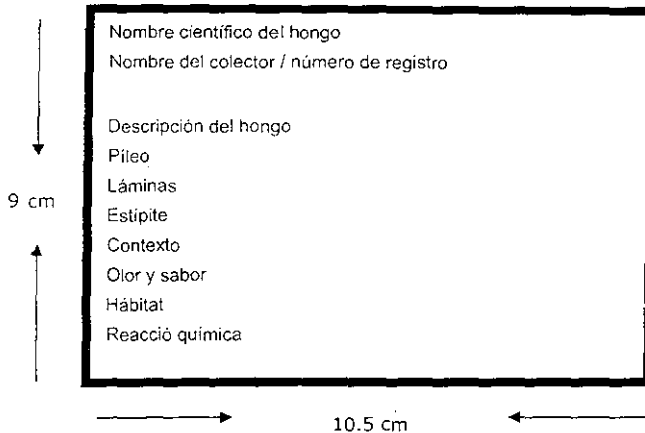 Nombre científico del hongo
Nombre del colector / número de registro
Descripción del hongo
Píleo
Láminas
Estípite
Contexto
Olor y sabor
Hábitat
Reacció química
9 cm
10.5 cm